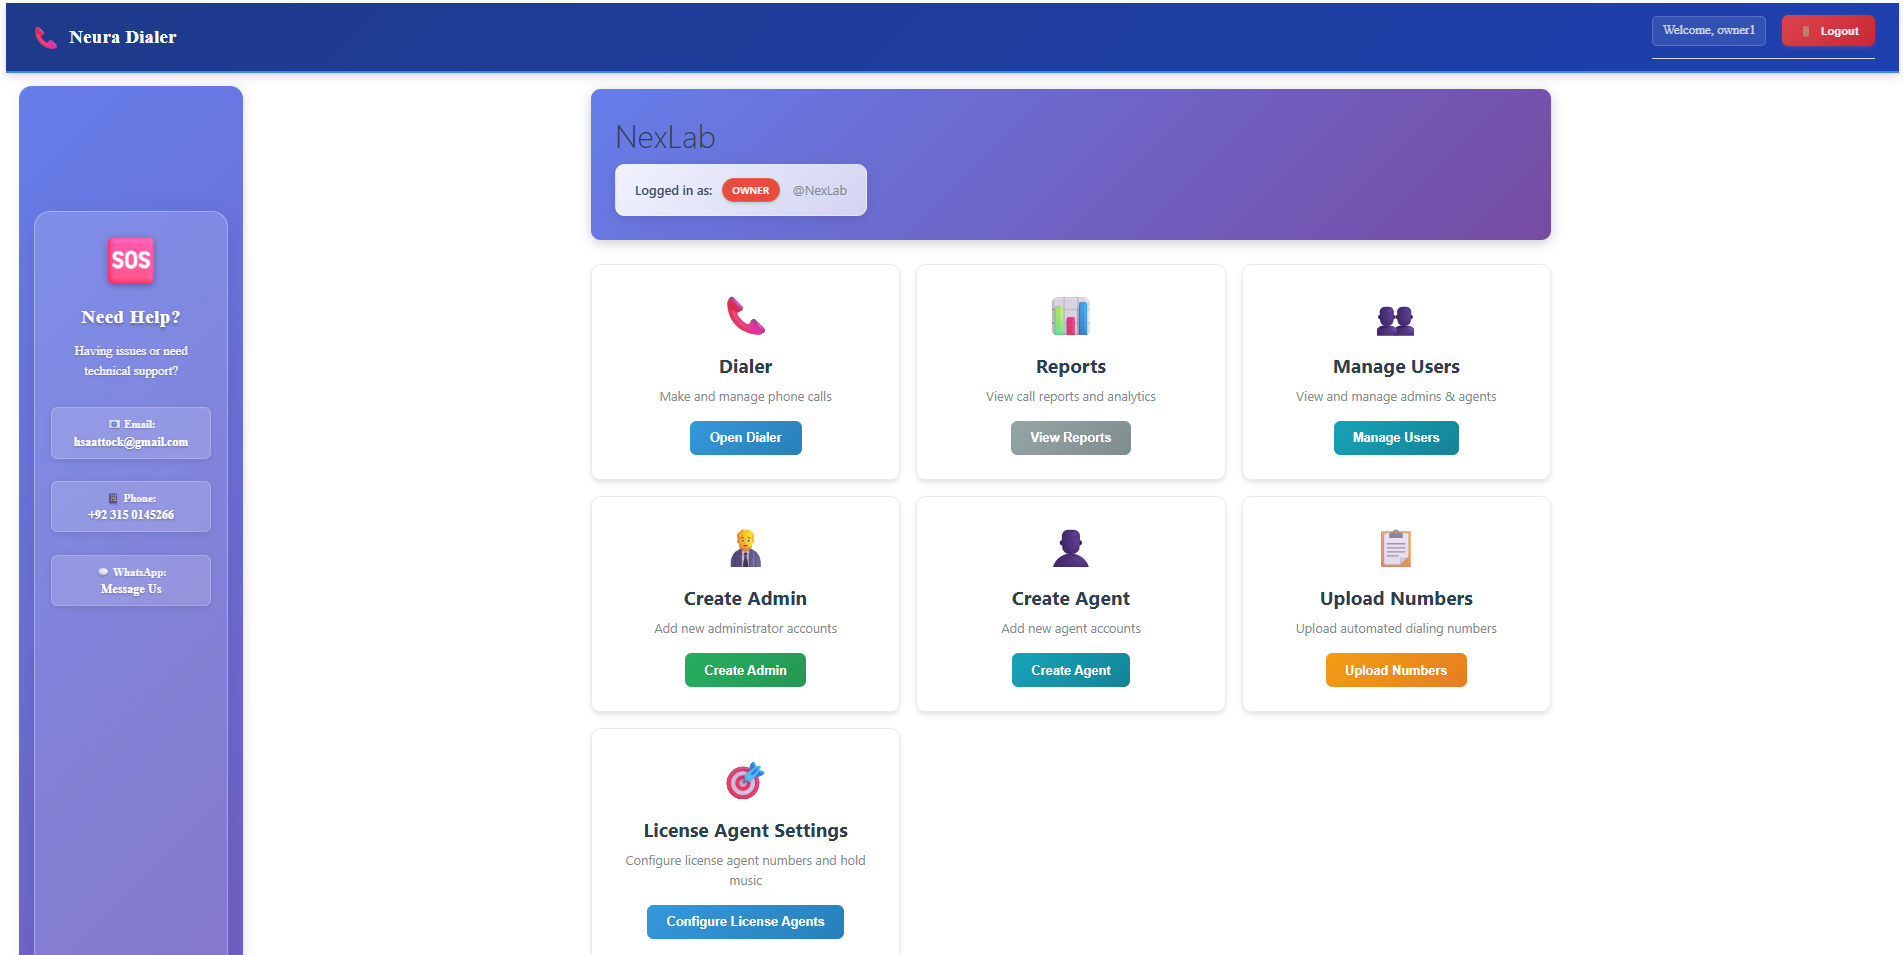 Neura Dialer
Welcome, owner1
Logout
SOS
Need Help?
Having issues or need
technical support?
Email:
hsaattock@gmail.com
Phone:
+92 315 0145266
WhatsApp:
Message Us
NexLab
Logged in as: OWNER @NexLab
Dialer
Make and manage phone calls
Open Dialer
Reports
View call reports and analytics
View Reports
Manage Users
View and manage admins & agents
Manage Users
Create Admin
Add new administrator accounts
Create Admin
Create Agent
Add new agent accounts
Create Agent
Upload Numbers
Upload automated dialing numbers
Upload Numbers
License Agent Settings
Configure license agent numbers and hold
music
Configure License Agents